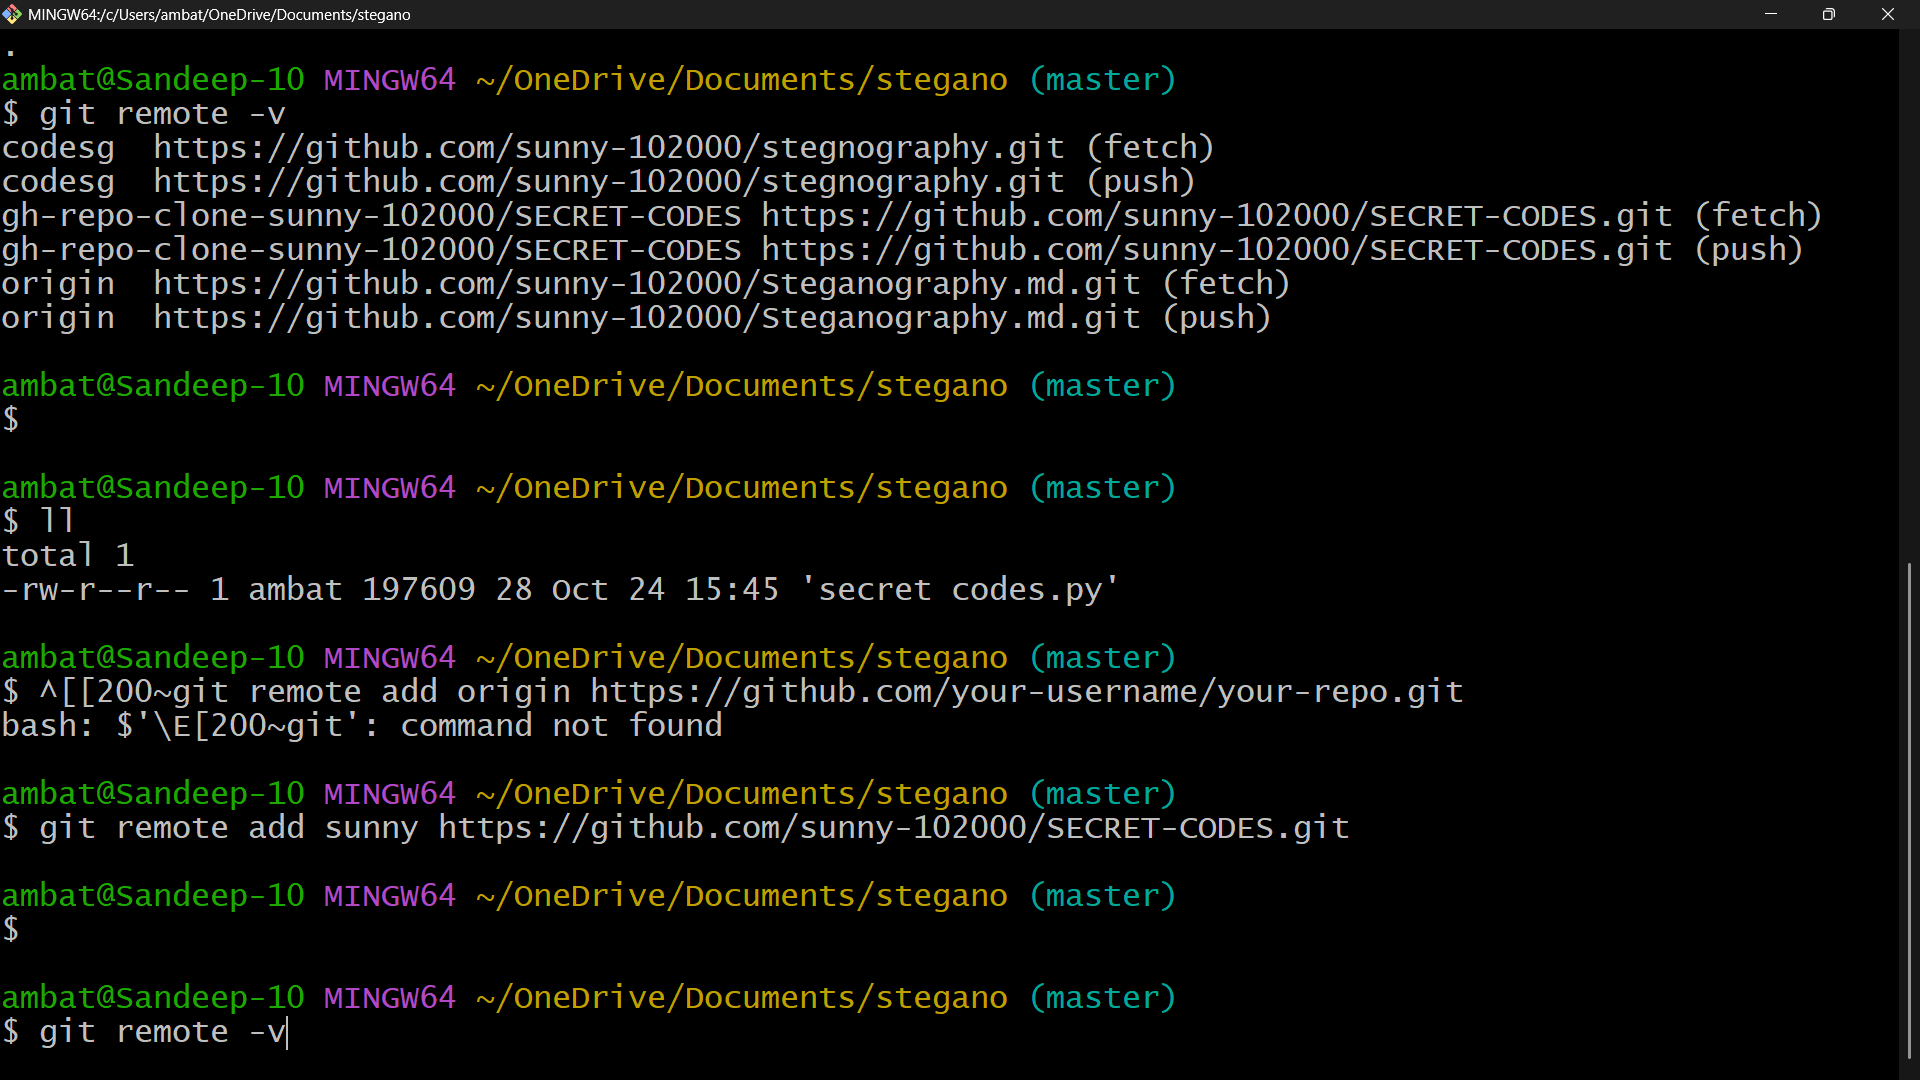 MINGW64:/c/Users/ambat/OneDrive/Documents/stegano
.
ambat@Sandeep-10 MINGW64 ~/OneDrive/Documents/stegano (master)
$ git remote -v
codesg  https://github.com/sunny-102000/stegnography.git (fetch)
codesg  https://github.com/sunny-102000/stegnography.git (push)
gh-repo-clone-sunny-102000/SECRET-CODES https://github.com/sunny-102000/SECRET-CODES.git (fetch)
gh-repo-clone-sunny-102000/SECRET-CODES https://github.com/sunny-102000/SECRET-CODES.git (push)
origin  https://github.com/sunny-102000/Steganography.md.git (fetch)
origin  https://github.com/sunny-102000/Steganography.md.git (push)
ambat@Sandeep-10 MINGW64 ~/OneDrive/Documents/stegano (master)
$
ambat@Sandeep-10 MINGW64 ~/OneDrive/Documents/stegano (master)
$ ll
total 1
-rw-r--r-- 1 ambat 197609 28 Oct 24 15:45 'secret codes.py'
ambat@Sandeep-10 MINGW64 ~/OneDrive/Documents/stegano (master)
$ ^[[200~git remote add origin https://github.com/your-username/your-repo.git
bash: $'\E[200~git': command not found
ambat@Sandeep-10 MINGW64 ~/OneDrive/Documents/stegano (master)
$ git remote add sunny https://github.com/sunny-102000/SECRET-CODES.git
ambat@Sandeep-10 MINGW64 ~/OneDrive/Documents/stegano (master)
$
ambat@Sandeep-10 MINGW64 ~/OneDrive/Documents/stegano (master)
$ git remote -v